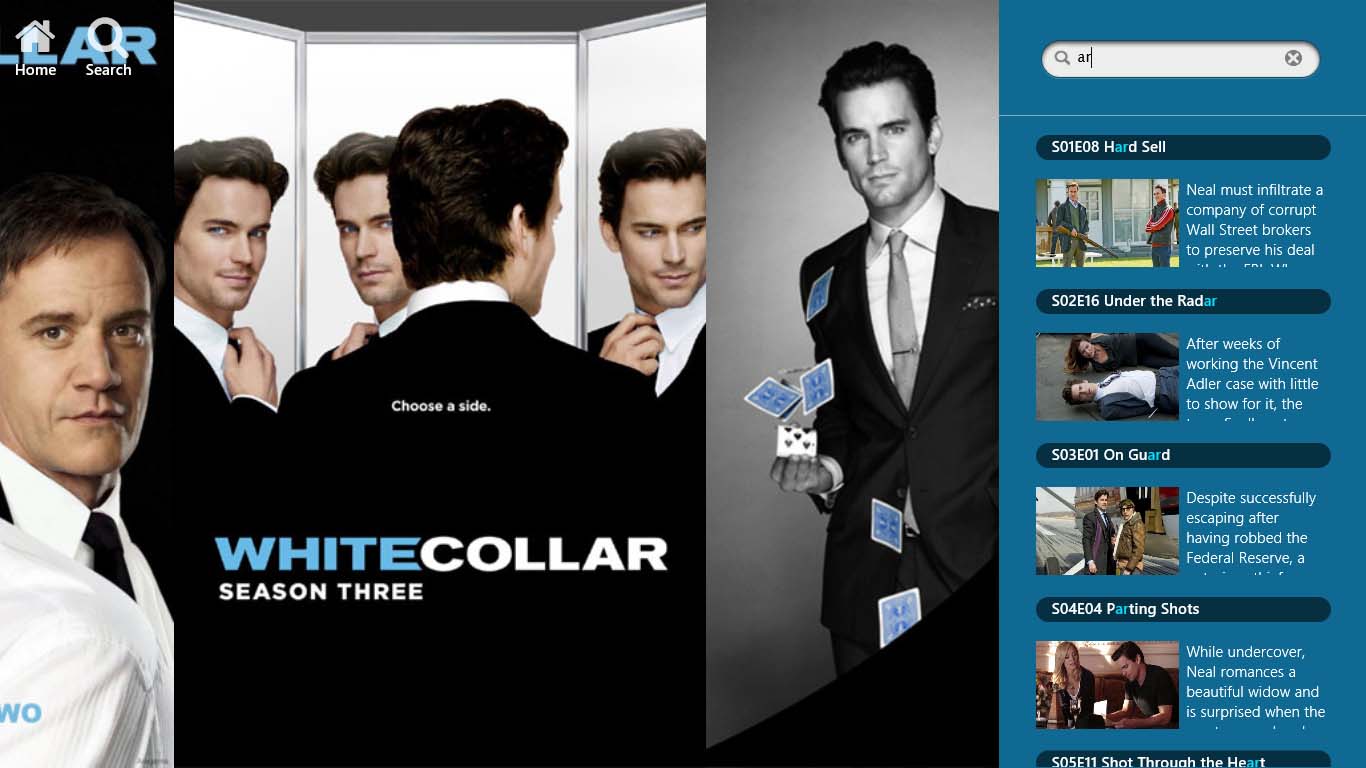 LLAR
Home
Search
WO
Choose a side.
WHITECOLLAR
SEASON THREE
ar
S01E08 Hard Sell
Neal must infiltrate a
company of corrupt
Wall Street brokers
to preserve his deal
S02E16 Under the Radar
After weeks of
working the Vincent
Adler case with little
to show for it, the
S03E01 On Guard
Despite successfully
escaping after
having robbed the
Federal Reserve, a
S04E04 Parting Shots
While undercover,
Neal romances a
beautiful widow and
is surprised when the
S05E11 Shot Through the Heart